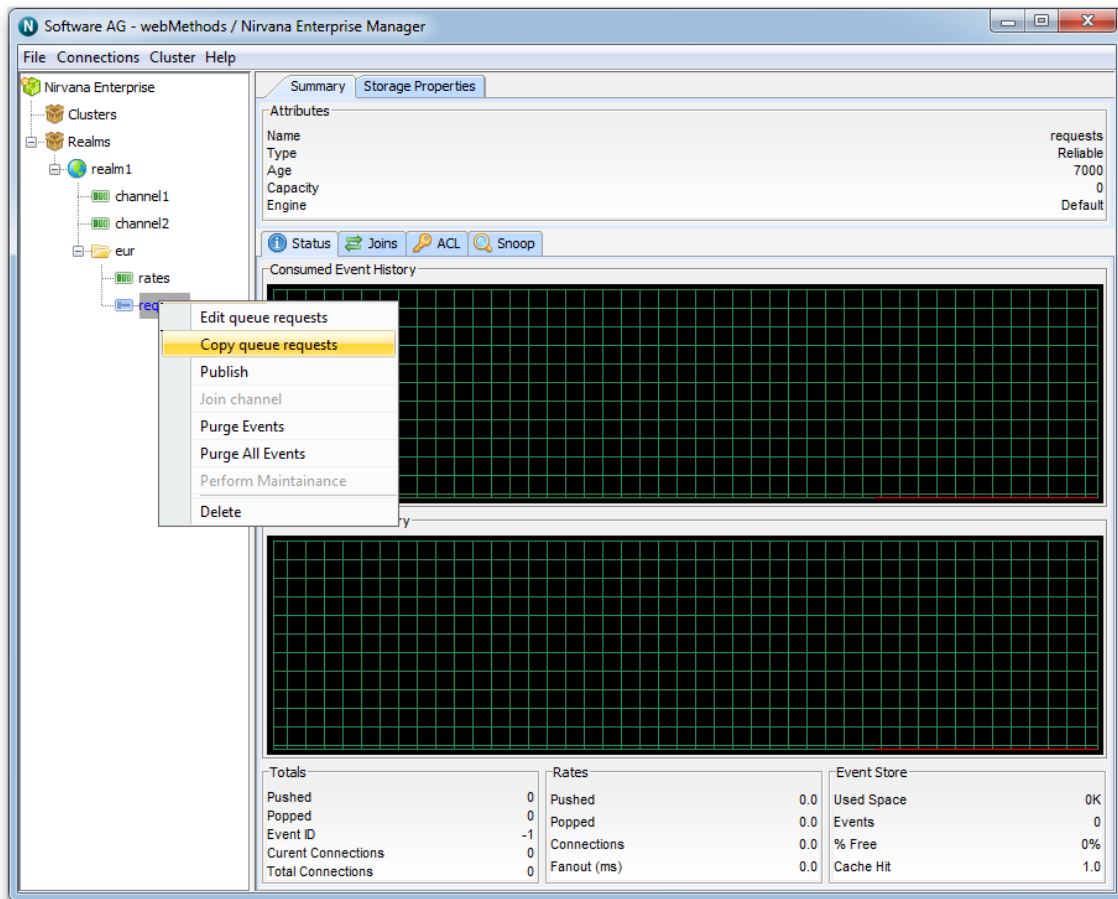 Software AG - webMethods / Nirvana Enterprise Manager
File Connections Cluster Help
Nirvana Enterprise
Clusters
Realms
realm1
channel1
channel2
eur
rates
req
Edit queue requests
Copy queue requests
Publish
Join channel
Purge Events
Purge All Events
Perform Maintainance
Delete
Summary Storage Properties
Attributes
Name requests
Type Reliable
Age 7000
Capacity 0
Engine Default
Status Joins ACL Snoop
Consumed Event History
ry
Totals
Pushed 0
Popped 0
Event ID -1
Curent Connections 0
Total Connections 0
Rates
Pushed 0.0
Popped 0.0
Connections 0.0
Fanout (ms) 0.0
Event Store
Used Space 0K
Events 0
% Free 0%
Cache Hit 1.0